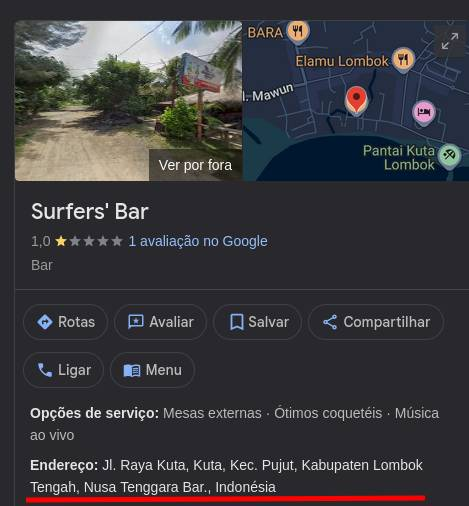 BARA
Elamu Lombok
l. Mawun
Pantai Kuta
Lombok
Ver por fora
Surfers' Bar
1,0 1 avaliação no Google
Bar
Rotas Avaliar Salvar Compartilhar
Ligar Menu
Opções de serviço: Mesas externas · Ótimos coquetéis · Música
ao vivo
Endereço: Jl. Raya Kuta, Kuta, Kec. Pujut, Kabupaten Lombok
Tengah, Nusa Tenggara Bar., Indonésia